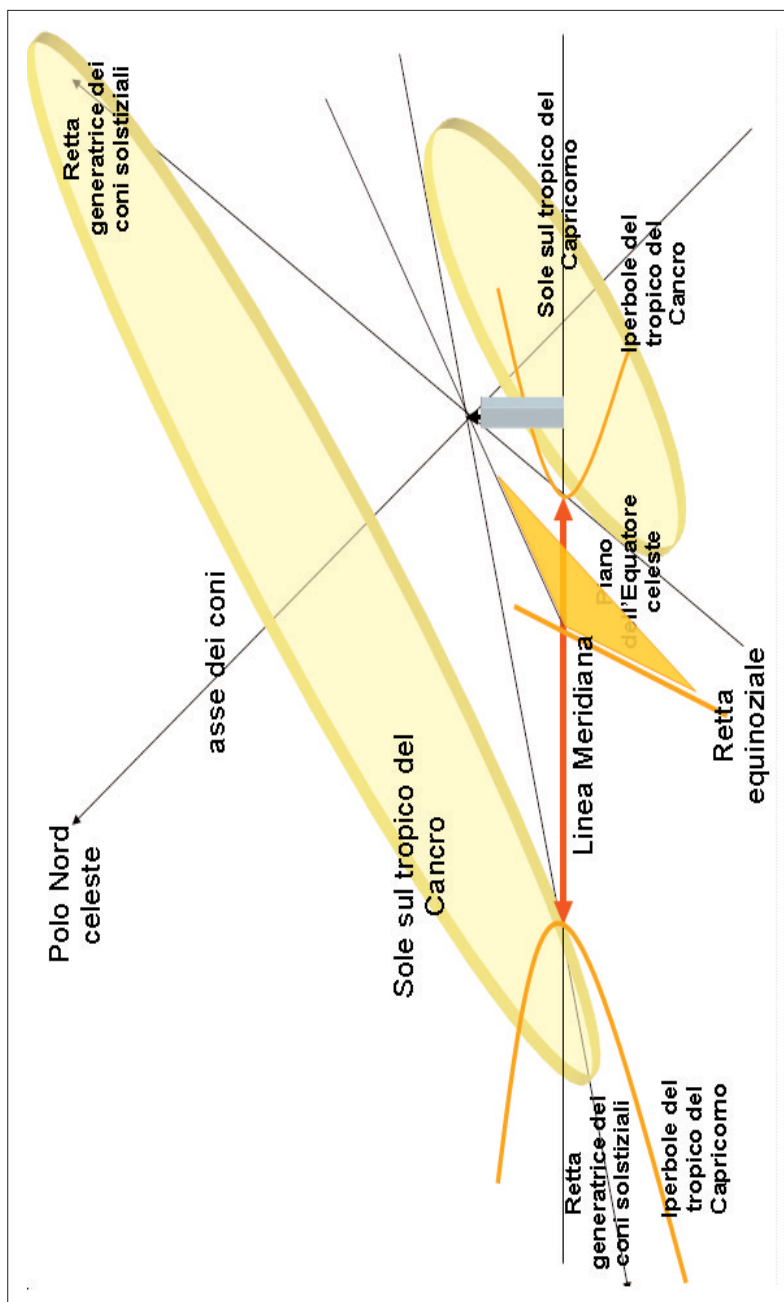 Polo Nord
celeste
Retta
generatrice dei
coni solstiziali
asse dei coni
Sole sul tropico del
Cancro
Sole sul tropico del
Capricorno
Retta
generatrice dei
coni solstiziali
Linea Meridiana
Piano
dell'Equatore
celeste
Iperbole del
tropico del
Cancro
Iperbole del
tropico del
Capricorno
Retta
equinoziale